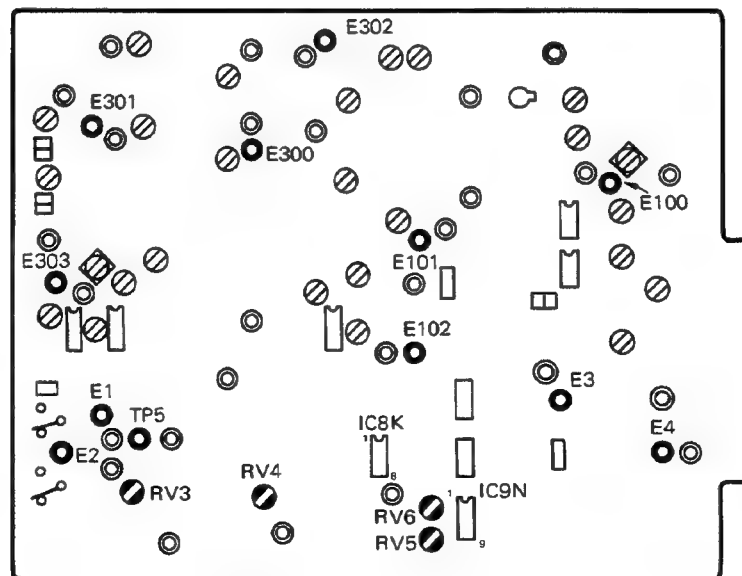 E302
E301
E300
E100
E303
E101
E102
E1
TP5
E2
RV3
RV4
IC8K
1
8
E3
E4
IC9N
1
9
RV6
RV5